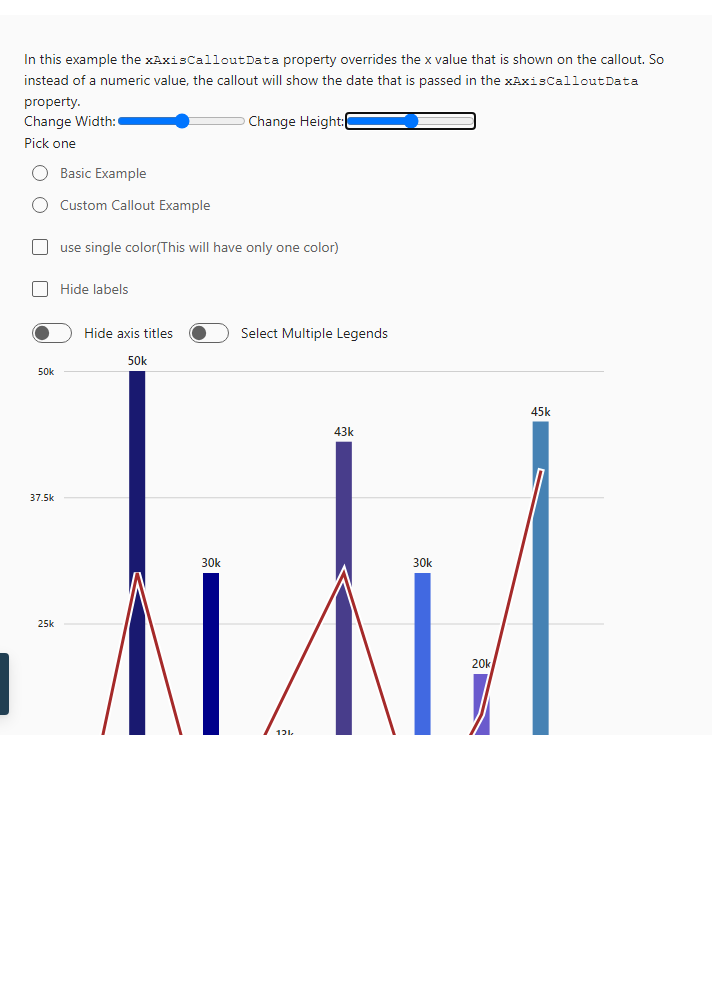 In this example the xAxisCalloutData property overrides the x value that is shown on the callout. So
instead of a numeric value, the callout will show the date that is passed in the xAxisCalloutData
property.
Change Width: Change Height:
Pick one
Basic Example
Custom Callout Example
use single color(This will have only one color)
Hide labels
Hide axis titles Select Multiple Legends
50k
50k
45k
43k
37.5k
30k 30k
25k
20k